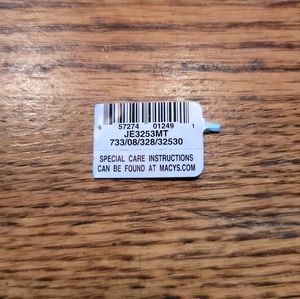 6 57274 01249 1
JE3253MT
733/08/328/32530
SPECIAL CARE INSTRUCTIONS
CAN BE FOUND AT MACYS.COM